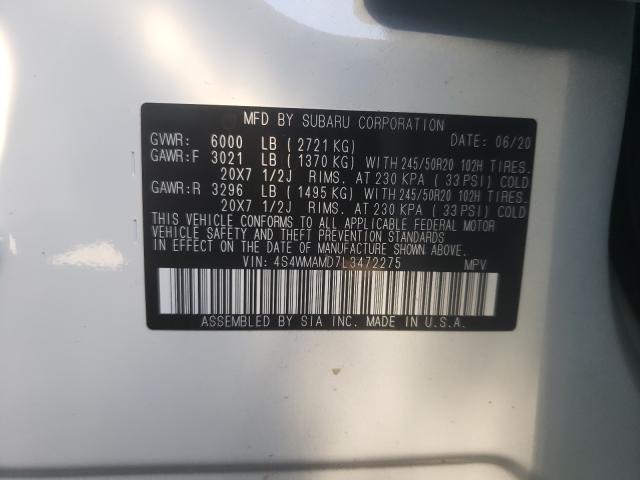 MFD BY SUBARU CORPORATION
GVWR: 6000 LB ( 2721 KG) DATE: 06/20
GAWR:F 3021 LB ( 1370 KG) WITH 245/50R20 102H TIRES.
20X7 1/2J RIMS. AT 230 KPA ( 33 PSI) COLD
GAWR:R 3296 LB ( 1495 KG) WITH 245/50R20 102H TIRES.
20X7 1/2J RIMS. AT 230 KPA ( 33 PSI) COLD
THIS VEHICLE CONFORMS TO ALL APPLICABLE FEDERAL MOTOR
VEHICLE SAFETY AND THEFT PREVENTION STANDARDS
IN EFFECT ON THE DATE OF MANUFACTURE SHOWN ABOVE.
VIN: 4S4WMAMD7L3472275 MPV
ASSEMBLED BY SIA INC. MADE IN U.S.A.